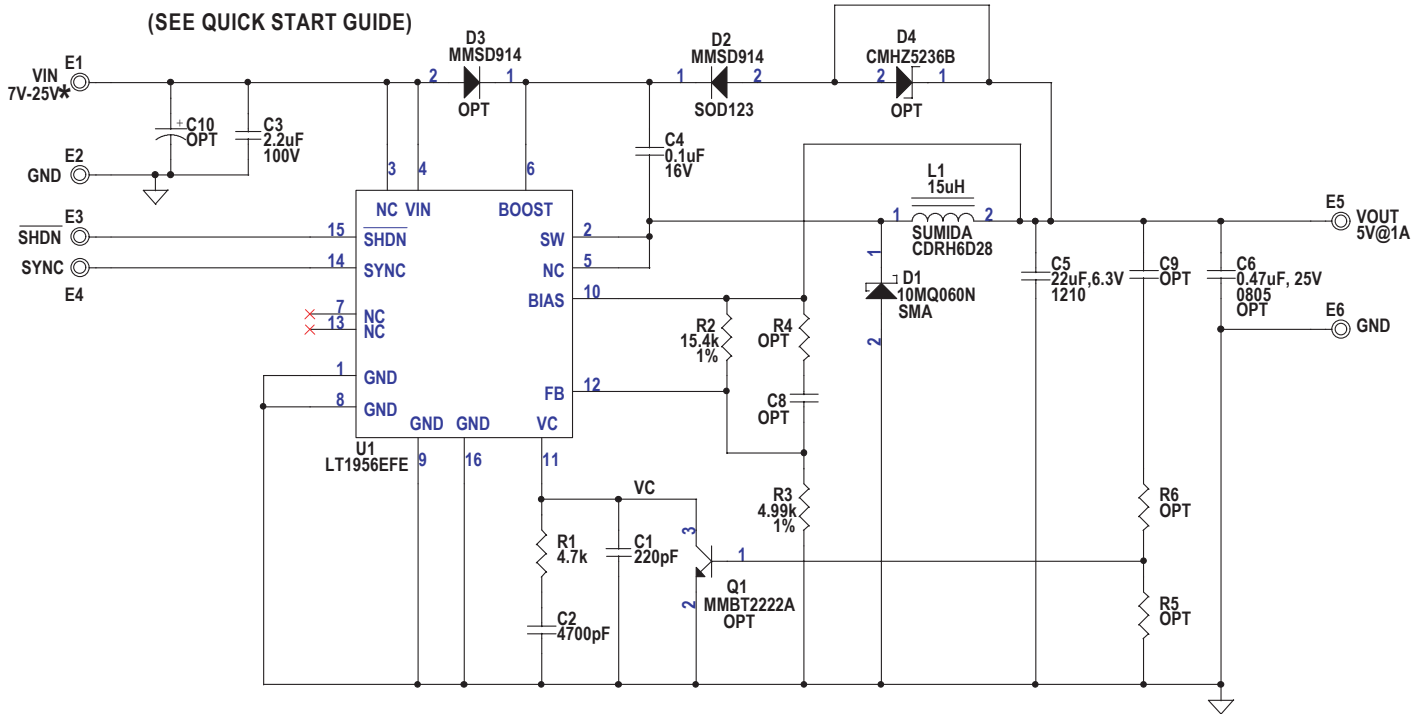 (SEE QUICK START GUIDE)
E1
VIN
7V-25V*
E2
GND
E3
SHDN
SYNC
E4
+
C10
OPT
C3
2.2uF
100V
D3
MMSD914
2
1
OPT
D2
MMSD914
1
2
SOD123
D4
CMHZ5236B
2
1
OPT
C4
0.1uF
16V
3
4
6
NC
VIN
BOOST
15
SHDN
14
SYNC
7
NC
13
NC
1
GND
8
GND
GND
GND
VC
SW
2
NC
5
BIAS
10
FB
12
U1
LT1956EFE
9
16
11
L1
15uH
1
2
SUMIDA
CDRH6D28
1
D1
10MQ060N
SMA
2
R2
15.4k
1%
R4
OPT
C8
OPT
R3
4.99k
1%
C5
22uF,6.3V
1210
C9
OPT
C6
0.47uF, 25V
0805
OPT
E5
VOUT
5V@1A
E6
GND
VC
R1
4.7k
C1
220pF
C2
4700pF
3
1
2
Q1
MMBT2222A
OPT
R6
OPT
R5
OPT